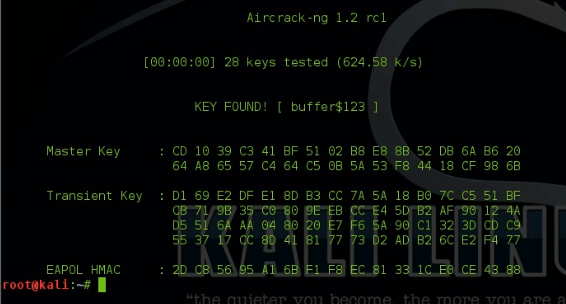 Aircrack-ng 1.2 rc1
[00:00:00] 28 keys tested (624.58 k/s)
KEY FOUND! [ buffer$123 ]
Master Key : CD 10 39 C3 41 BF 51 02 B8 E8 8B 52 DB 6A B6 20
64 A8 65 57 C4 64 C5 0B 5A 53 F8 44 18 CF 98 6B
Transient Key : D1 69 E2 DF E1 8D B3 CC 7A 5A 18 B0 7C C5 51 BF
CB 71 9B 35 C0 80 9E EB CC E4 5D B2 AF 90 12 4A
D5 51 6A AA 04 80 20 E7 F6 5A 90 C1 32 3D CD C9
55 37 17 CC 8D 41 81 77 73 D2 AD B2 6C E2 F4 77
KALI LIN
EAPOL HMAC : 2D C8 56 95 A1 6B F1 F8 EC 81 33 1C E0 CE 43 88
root@kali:~#
"the quieter you become, the more you are a